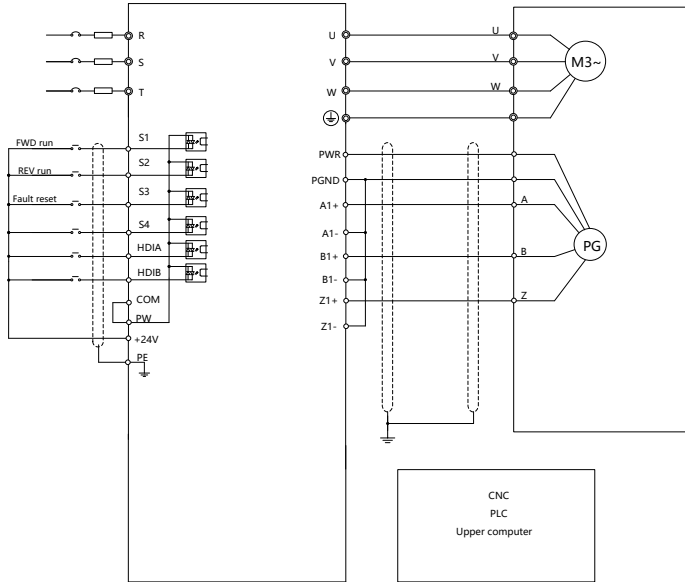 R
S
T
U
V
W
U
V
W
M3~
FWD run
S1
REV run
S2
Fault reset
S3
S4
HDIA
HDIB
COM
PW
+24V
PE
PWR
PGND
A1+
A
A1-
B1+
B
B1-
Z1+
Z
Z1-
PG
CNC
PLC
Upper computer